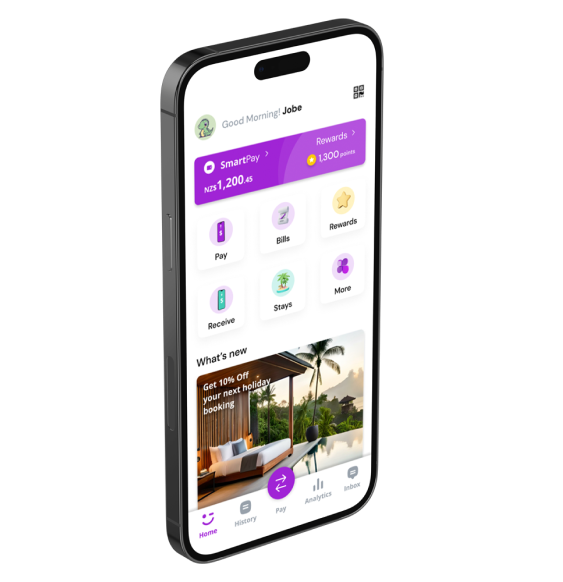 Good Morning! Jobe
SmartPay
Rewards
NZ$1,200.45
1,300 points
Pay
Bills
Rewards
Receive
Stays
More
What's new
Get 10% Off
your next holiday
booking
Home
History
Pay
Analytics
Inbox